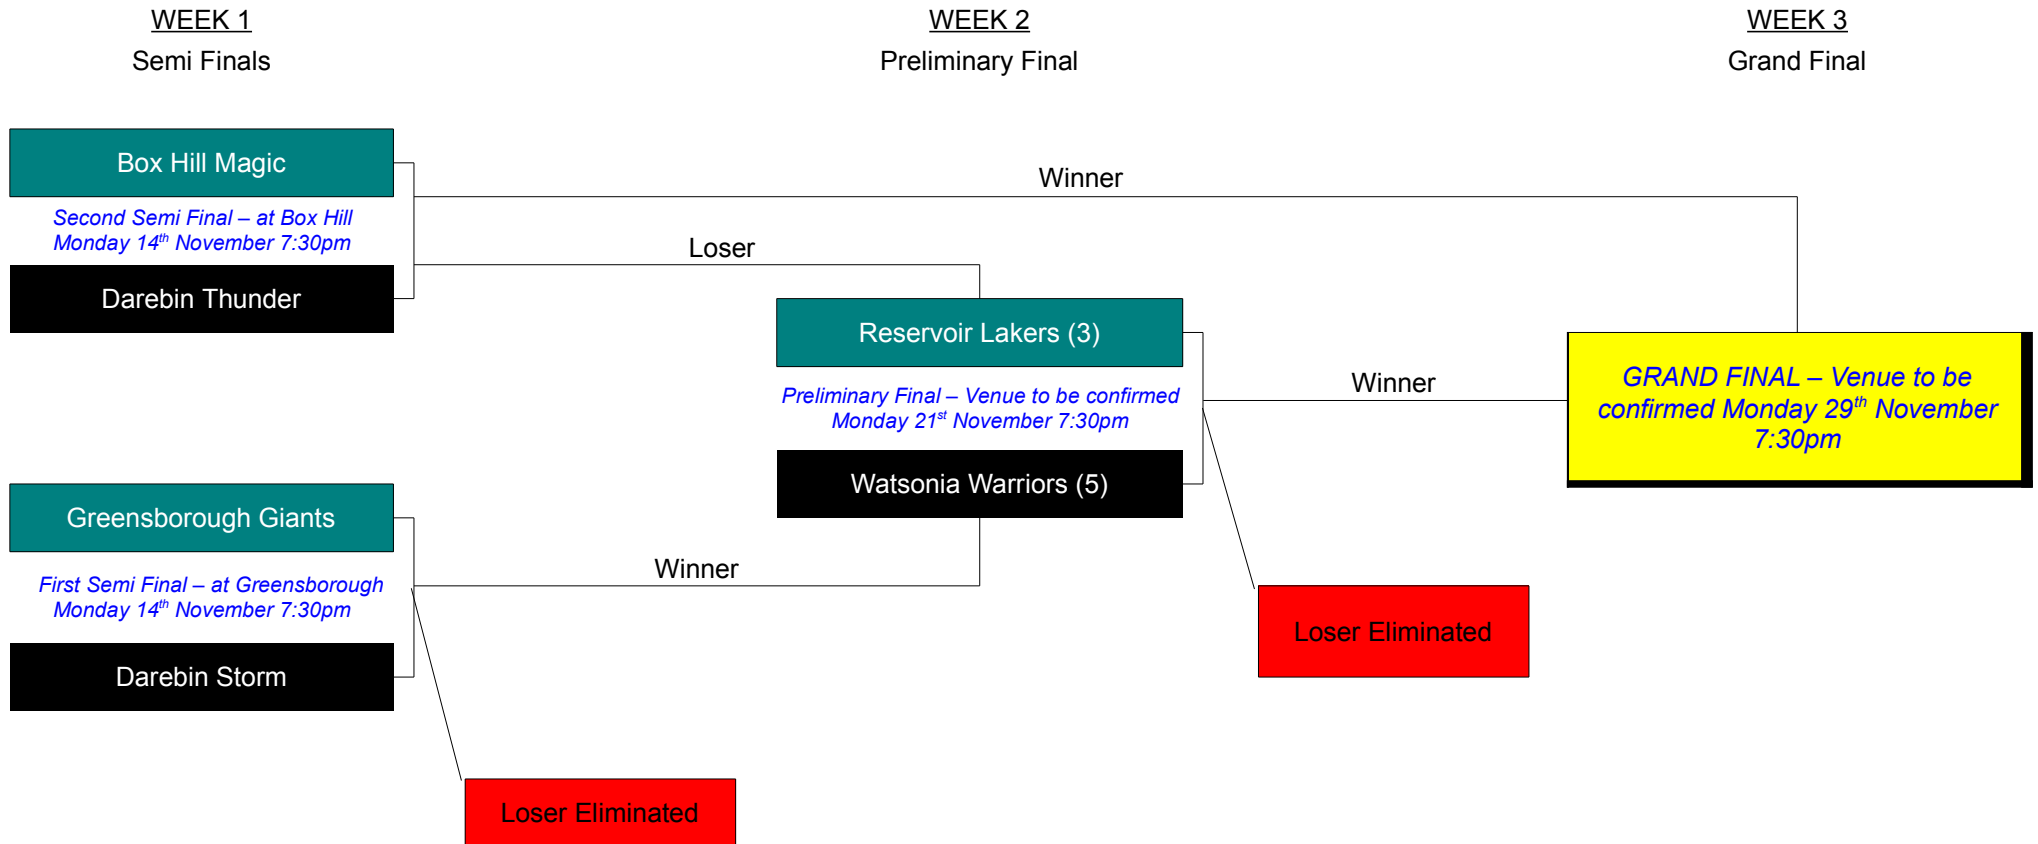 WEEK 1
Semi Finals
WEEK 2
Preliminary Final
WEEK 3
Grand Final
Box Hill Magic
Second Semi Final – at Box Hill
Monday 14th November 7:30pm
Darebin Thunder
Winner
Loser
Reservoir Lakers (3)
Preliminary Final – Venue to be confirmed
Monday 21st November 7:30pm
Watsonia Warriors (5)
Winner
GRAND FINAL – Venue to be
confirmed Monday 29th November
7:30pm
Greensborough Giants
First Semi Final – at Greensborough
Monday 14th November 7:30pm
Darebin Storm
Winner
Loser Eliminated
Loser Eliminated